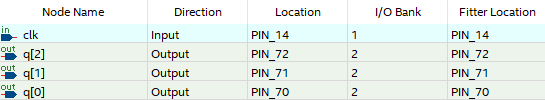 Node Name Direction Location I/O Bank Fitter Location
in clk Input PIN_14 1 PIN_14
out q[2] Output PIN_72 2 PIN_72
out q[1] Output PIN_71 2 PIN_71
out q[0] Output PIN_70 2 PIN_70